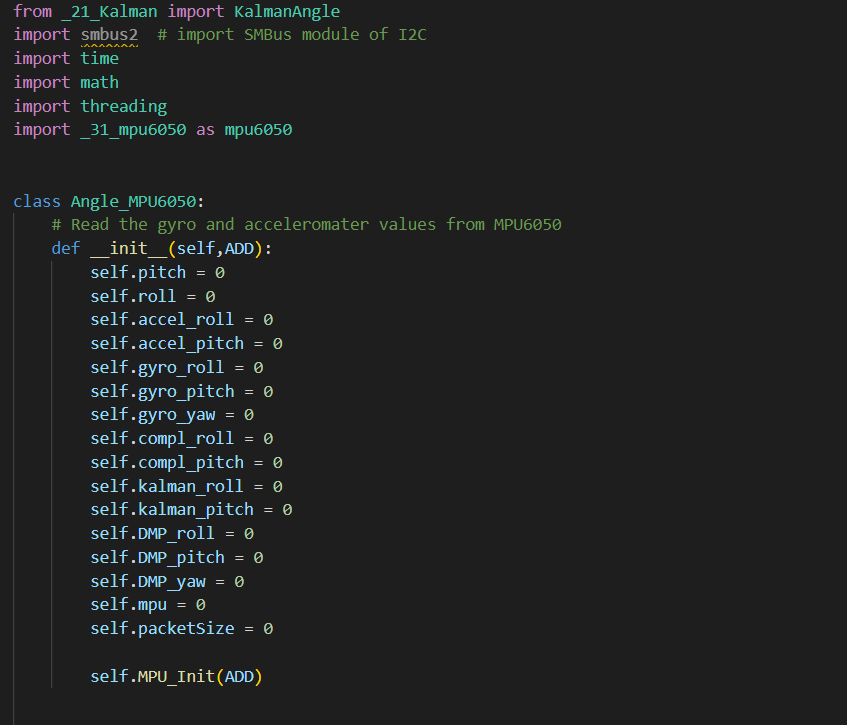 from _21_Kalman import KalmanAngle
import smbus2  # import SMBus module of I2C
import time
import math
import threading
import _31_mpu6050 as mpu6050
class Angle_MPU6050:
    # Read the gyro and acceleromater values from MPU6050
    def __init__(self,ADD):
        self.pitch = 0
        self.roll = 0
        self.accel_roll = 0
        self.accel_pitch = 0
        self.gyro_roll = 0
        self.gyro_pitch = 0
        self.gyro_yaw = 0
        self.compl_roll = 0
        self.compl_pitch = 0
        self.kalman_roll = 0
        self.kalman_pitch = 0
        self.DMP_roll = 0
        self.DMP_pitch = 0
        self.DMP_yaw = 0
        self.mpu = 0
        self.packetSize = 0
        self.MPU_Init(ADD)